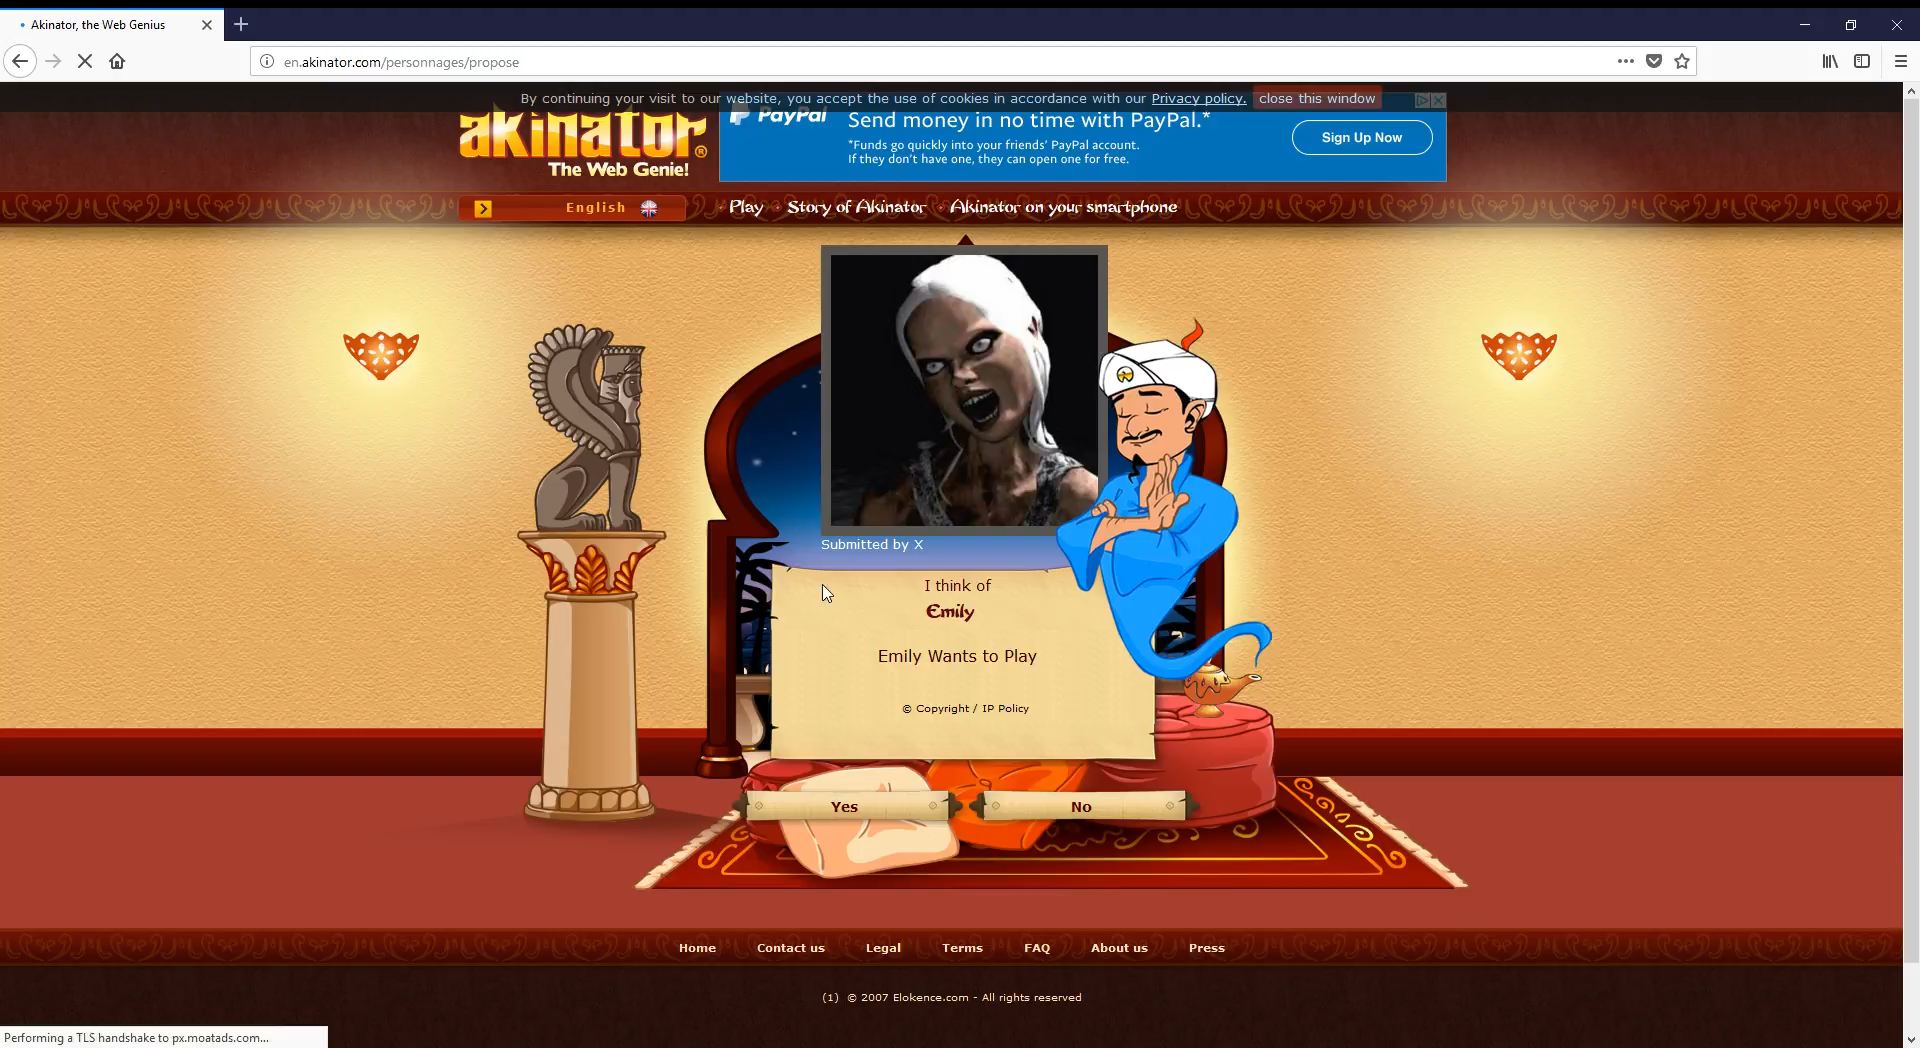 Akinator, the Web Genius
en.akinator.com/personnages/propose
By continuing your visit to our website, you accept the use of cookies in accordance with our Privacy policy. close this window
akinator®
The Web Genie!
PayPal
Send money in no time with PayPal.*
*Funds go quickly into your friends’ PayPal account.
If they don’t have one, they can open one for free.
Sign Up Now
English
Play
Story of Akinator
Akinator on your smartphone
Submitted by X
I think of
Emily
Emily Wants to Play
© Copyright / IP Policy
Yes
No
Home
Contact us
Legal
Terms
FAQ
About us
Press
(1) © 2007 Elokence.com - All rights reserved
Performing a TLS handshake to px.moatads.com...